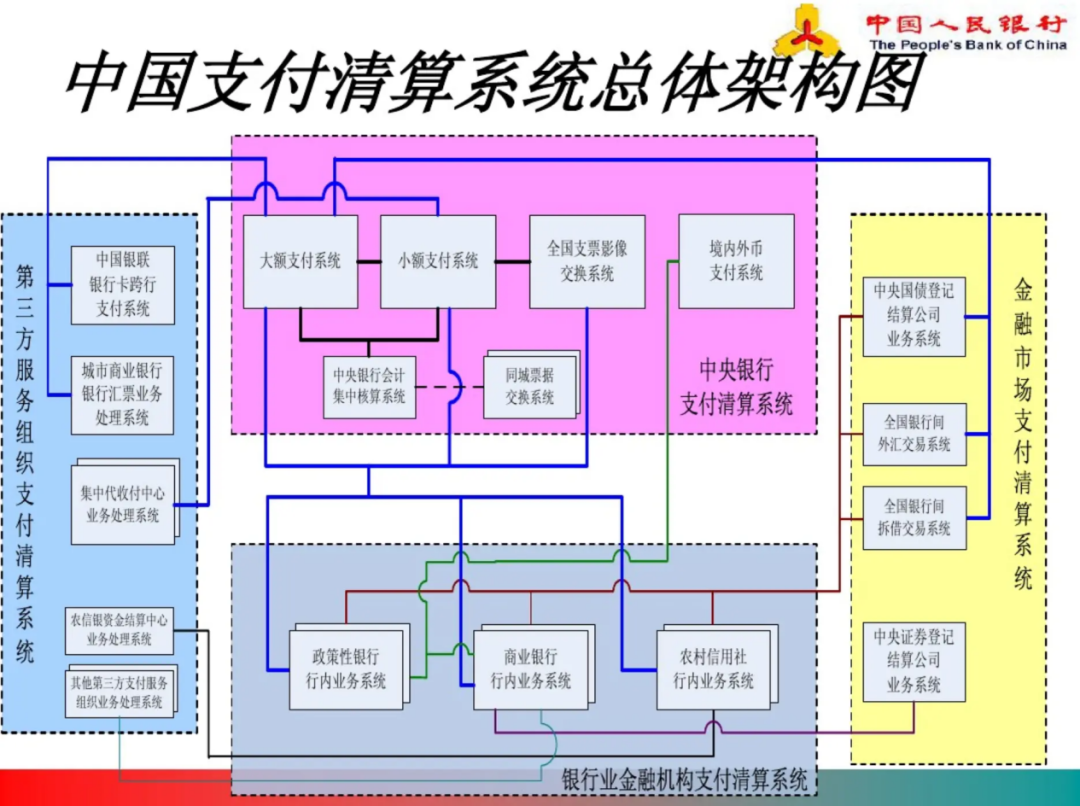 中国人民银行
The People's Bank of China
中国支付清算系统总体架构图
第三方服务组织支付清算系统
中国银联
银行卡跨行
支付系统
城市商业银行
银行汇票业务
处理系统
集中代收付中心
业务处理系统
农信银资金结算中心
业务处理系统
其他第三方支付服务
组织业务处理系统
大额支付系统
小额支付系统
全国支票影像
交换系统
境内外币
支付系统
中央银行会计
集中核算系统
同城票据
交换系统
中央银行
支付清算系统
政策性银行
行内业务系统
商业银行
行内业务系统
农村信用社
行内业务系统
银行业金融机构支付清算系统
中央国债登记
结算公司
业务系统
全国银行间
外汇交易系统
全国银行间
拆借交易系统
中央证券登记
结算公司
业务系统
金融市场支付清算系统